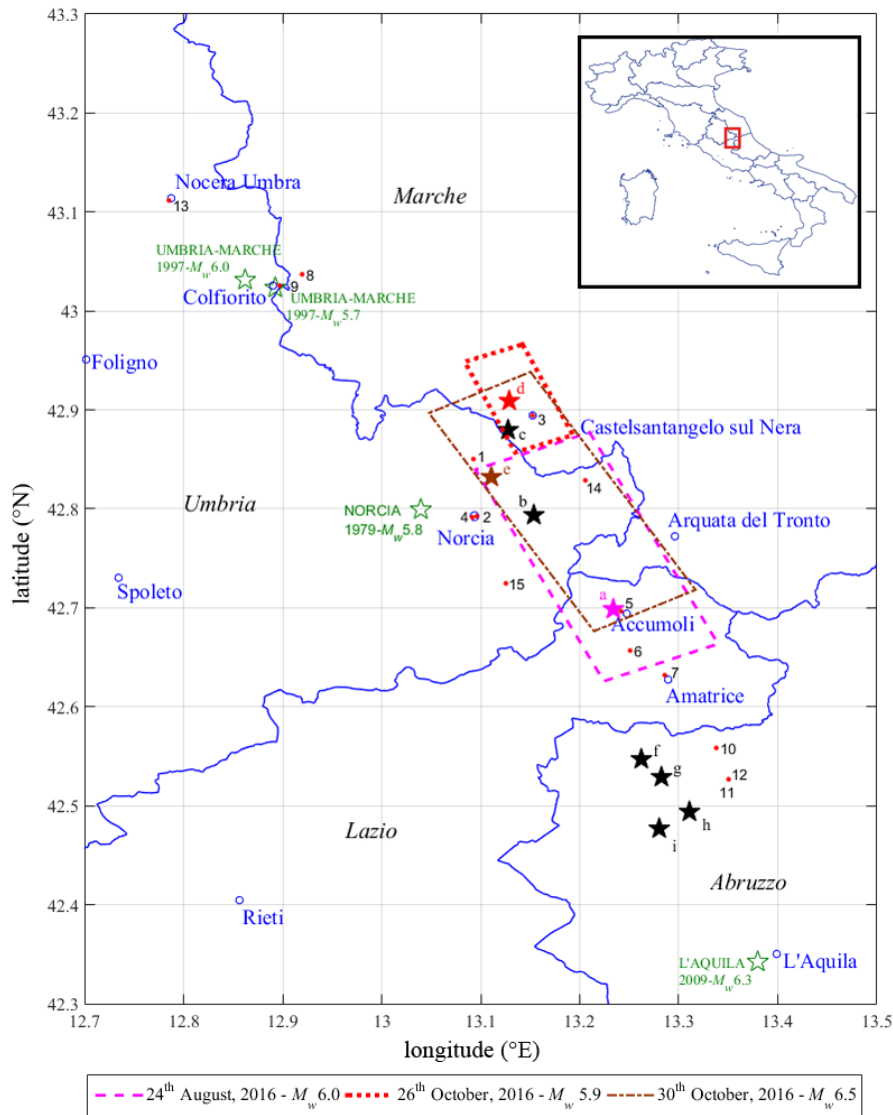 43.3
43.2
43.1
43
42.9
42.8
42.7
42.6
42.5
42.4
42.3
latitude (°N)
Nocera Umbra
13
Marche
UMBRIA-MARCHE
1997-Mw6.0
8
9
Colfiorito
UMBRIA-MARCHE
1997-Mw5.7
Foligno
d
3
c
Castelsantangelo sul Nera
1
e
14
Umbria
NORCIA
1979-Mw5.8
b
4
2
Norcia
Arquata del Tronto
15
Spoleto
a
5
Accumoli
6
7
Amatrice
10
f
g
12
11
h
i
Lazio
Abruzzo
Rieti
L'AQUILA
2009-Mw6.3
L'Aquila
12.7
12.8
12.9
13
13.1
13.2
13.3
13.4
13.5
longitude (°E)
24th August, 2016 - Mw6.0
26th October, 2016 - Mw5.9
30th October, 2016 - Mw6.5